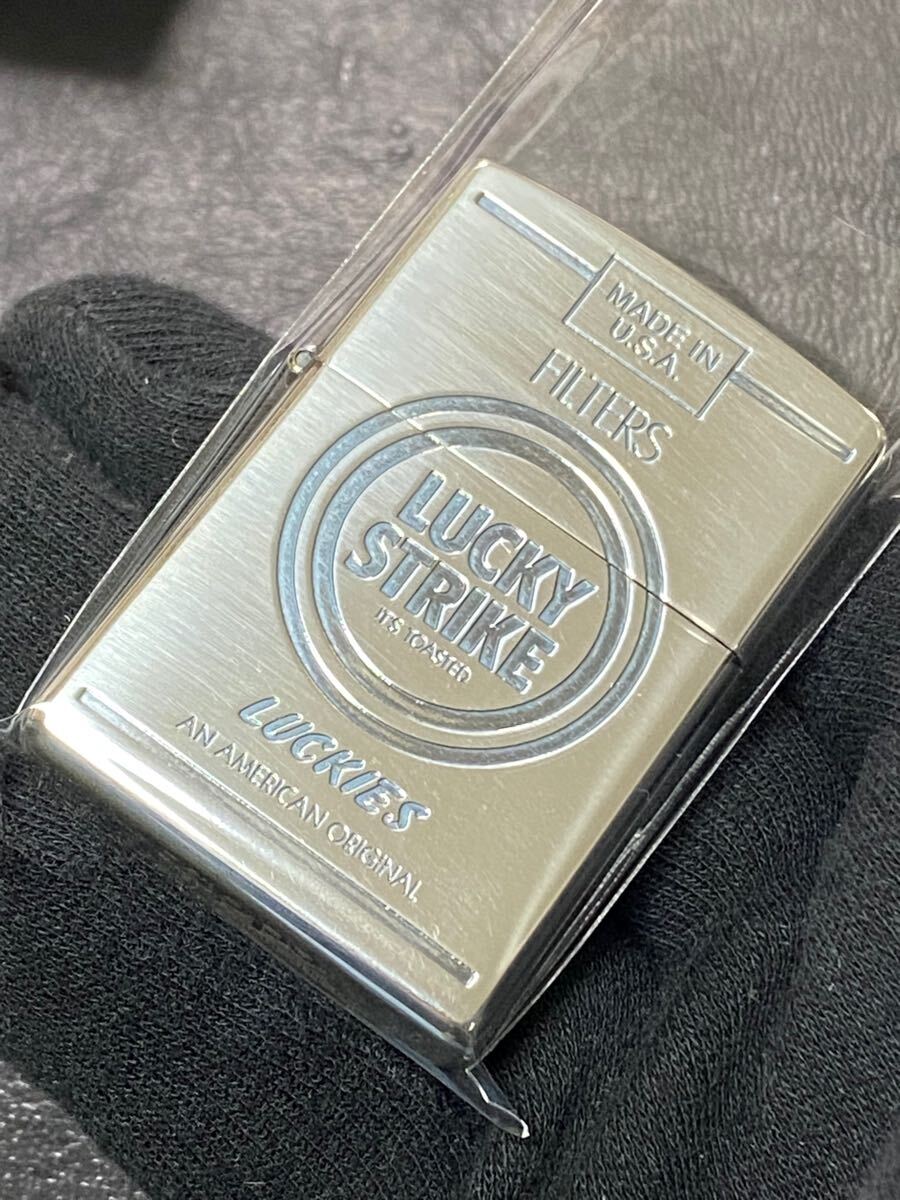 MADE IN
U.S.A.
FILTERS
LUCKY
STRIKE
IT'S TOASTED
LUCKIES
AN AMERICAN ORIGINAL